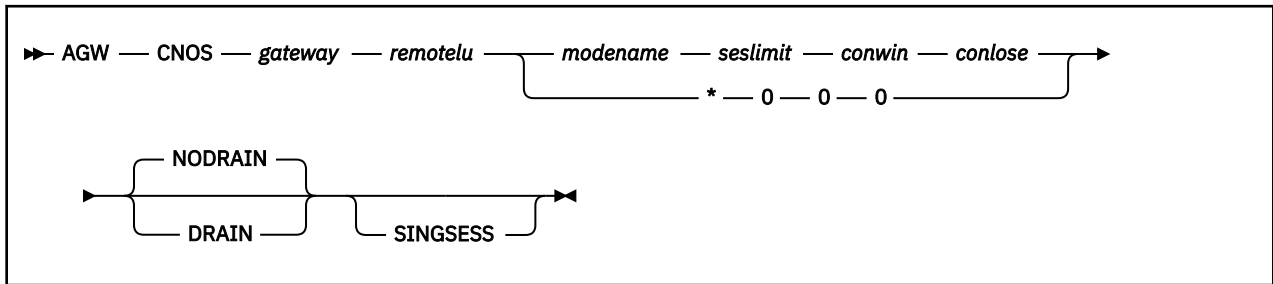 AGW CNOS gateway remotelu modename seslimit conwin conlose
* 0 0 0
NODRAIN
DRAIN SINGSESS